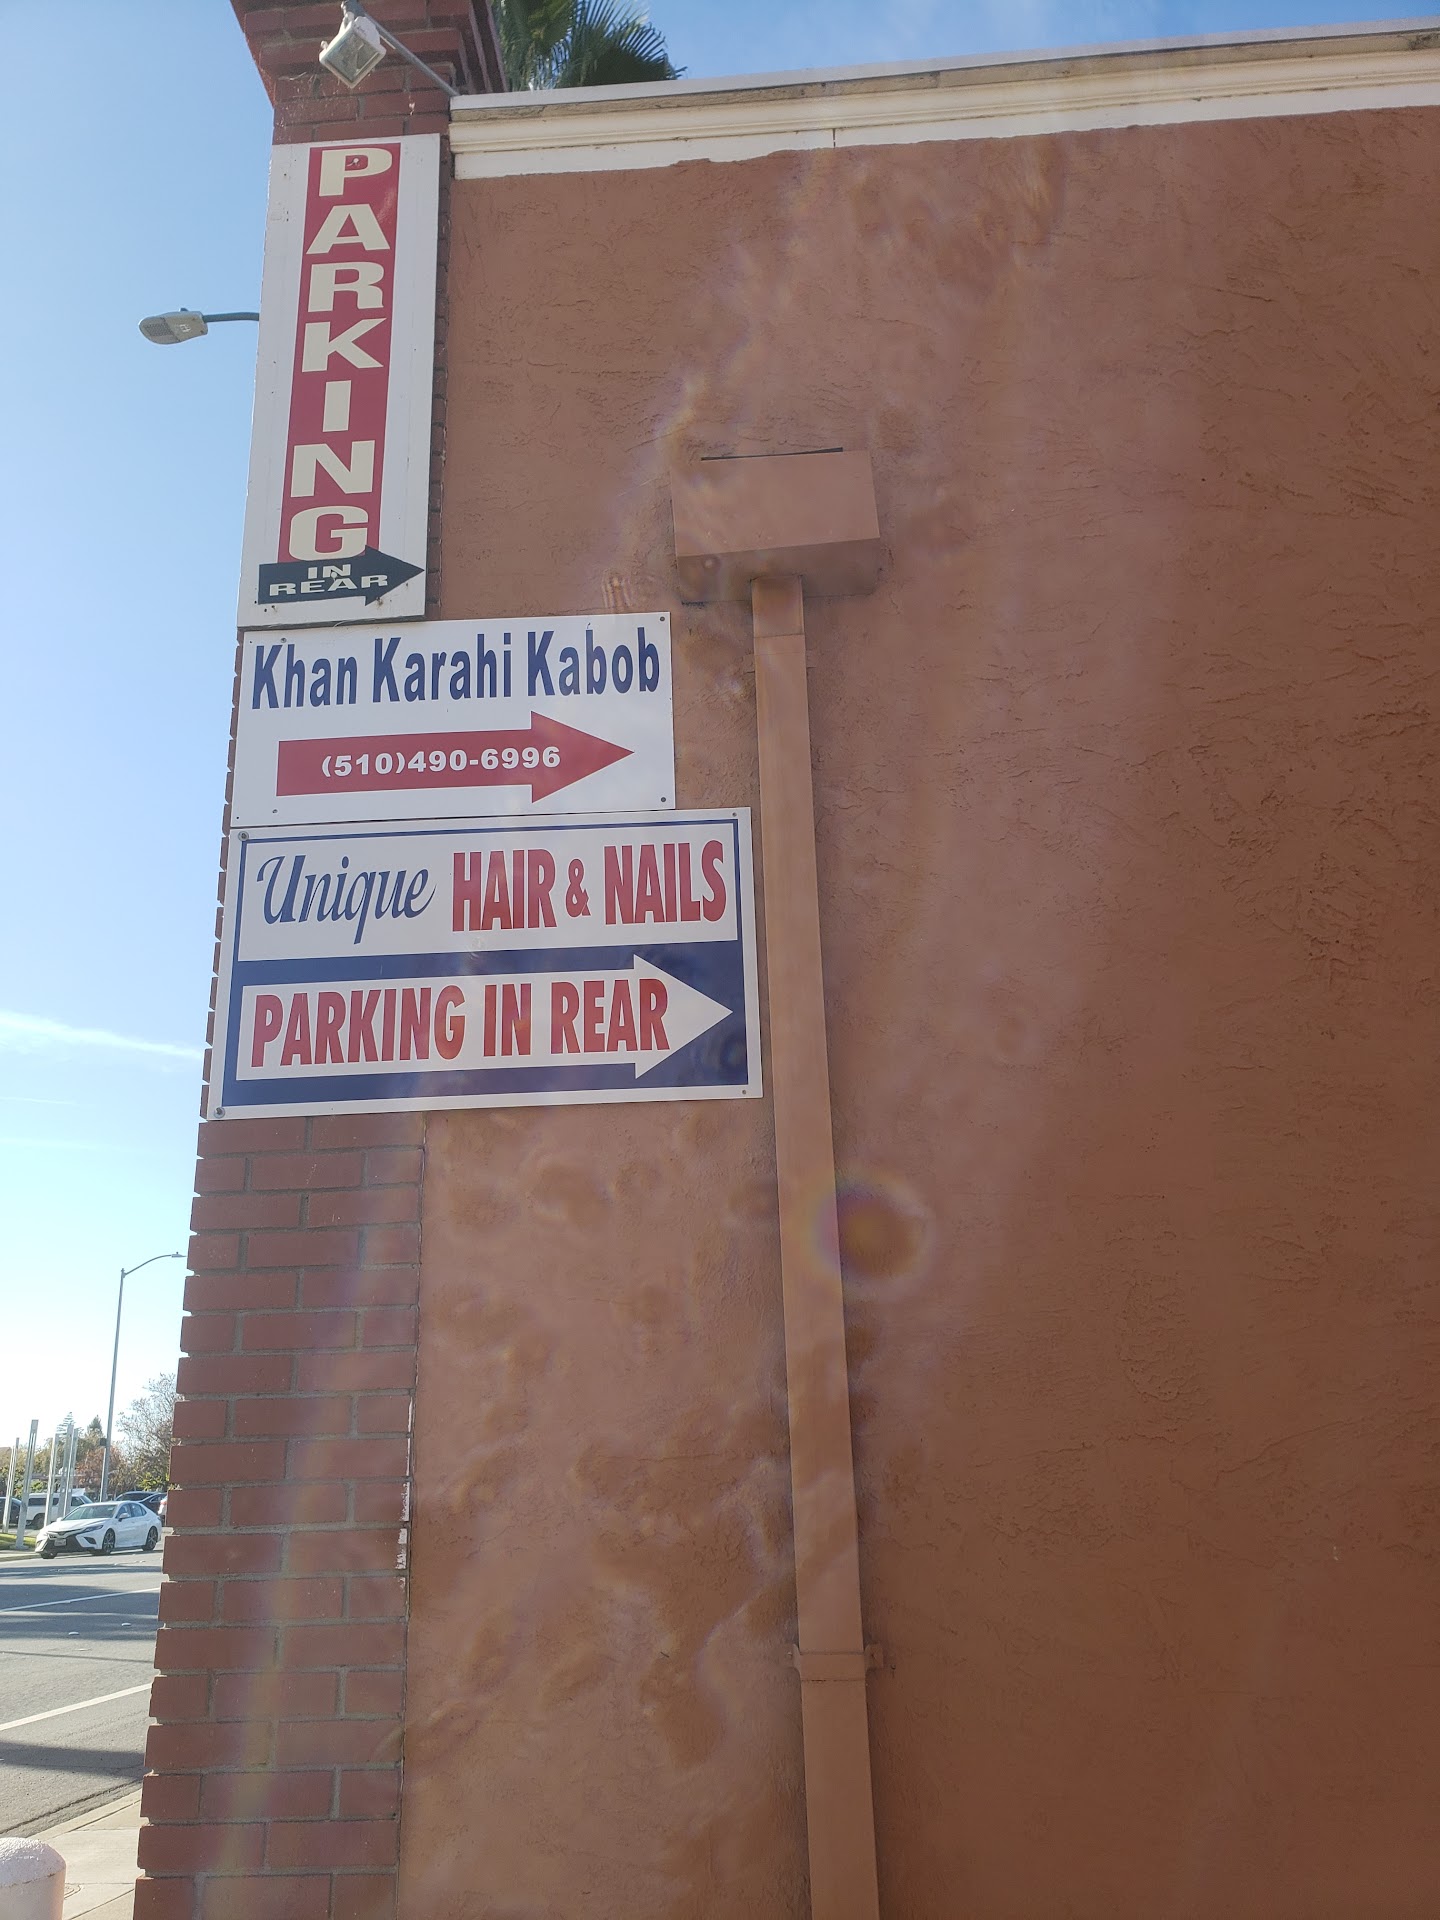 PARKING
IN
REAR
Khan Karahi Kabob
(510)490-6996
Unique HAIR & NAILS
PARKING IN REAR